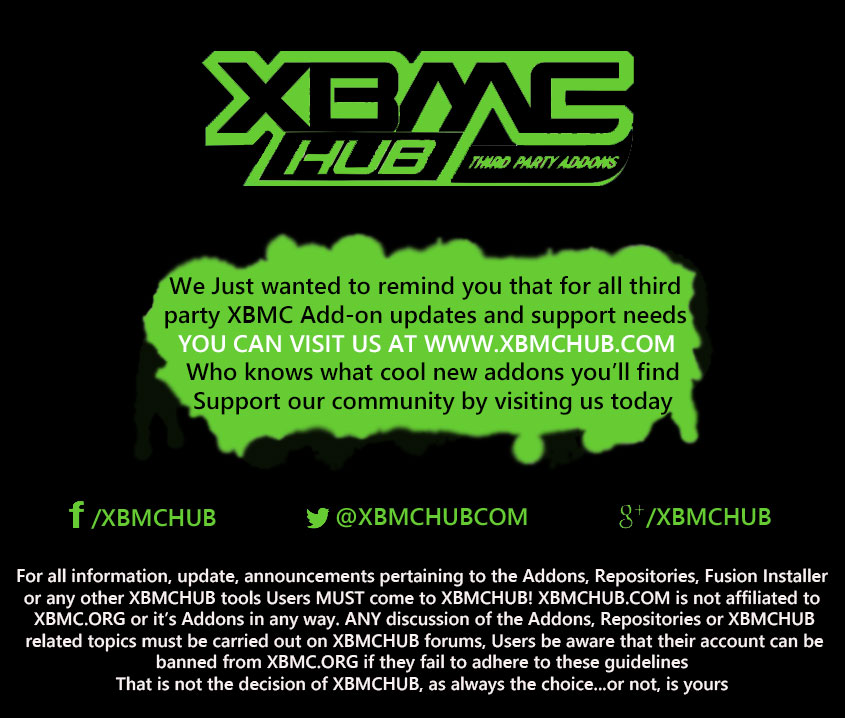 XBMC
HUB THIRD PARTY ADDONS
We Just wanted to remind you that for all third
party XBMC Add-on updates and support needs
YOU CAN VISIT US AT WWW.XBMCHUB.COM
Who knows what cool new addons you'll find
Support our community by visiting us today
f /XBMCHUB
@XBMCHUBCOM
g+ /XBMCHUB
For all information, update, announcements pertaining to the Addons, Repositories, Fusion Installer
or any other XBMCHUB tools Users MUST come to XBMCHUB! XBMCHUB.COM is not affiliated to
XBMC.ORG or it's Addons in any way. ANY discussion of the Addons, Repositories or XBMCHUB
related topics must be carried out on XBMCHUB forums, Users be aware that their account can be
banned from XBMC.ORG if they fail to adhere to these guidelines
That is not the decision of XBMCHUB, as always the choice...or not, is yours